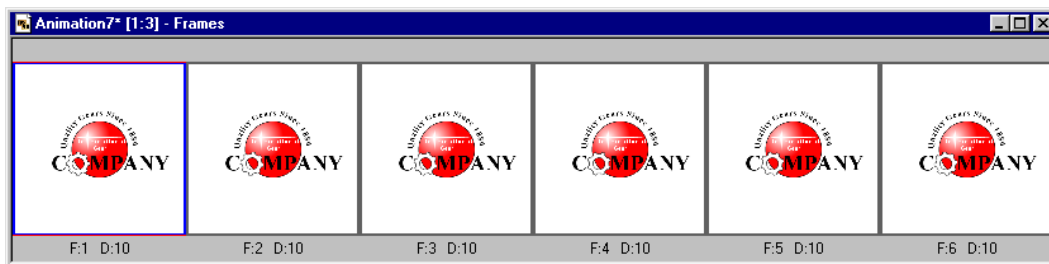 Animation7* [1:3] - Frames
Quality Gears Since 1896
COMPANY
Quality Gears Since 1896
COMPANY
Quality Gears Since 1896
COMPANY
Quality Gears Since 1896
COMPANY
Quality Gears Since 1896
COMPANY
Quality Gears Since 1896
COMPANY
F:1 D:10
F:2 D:10
F:3 D:10
F:4 D:10
F:5 D:10
F:6 D:10